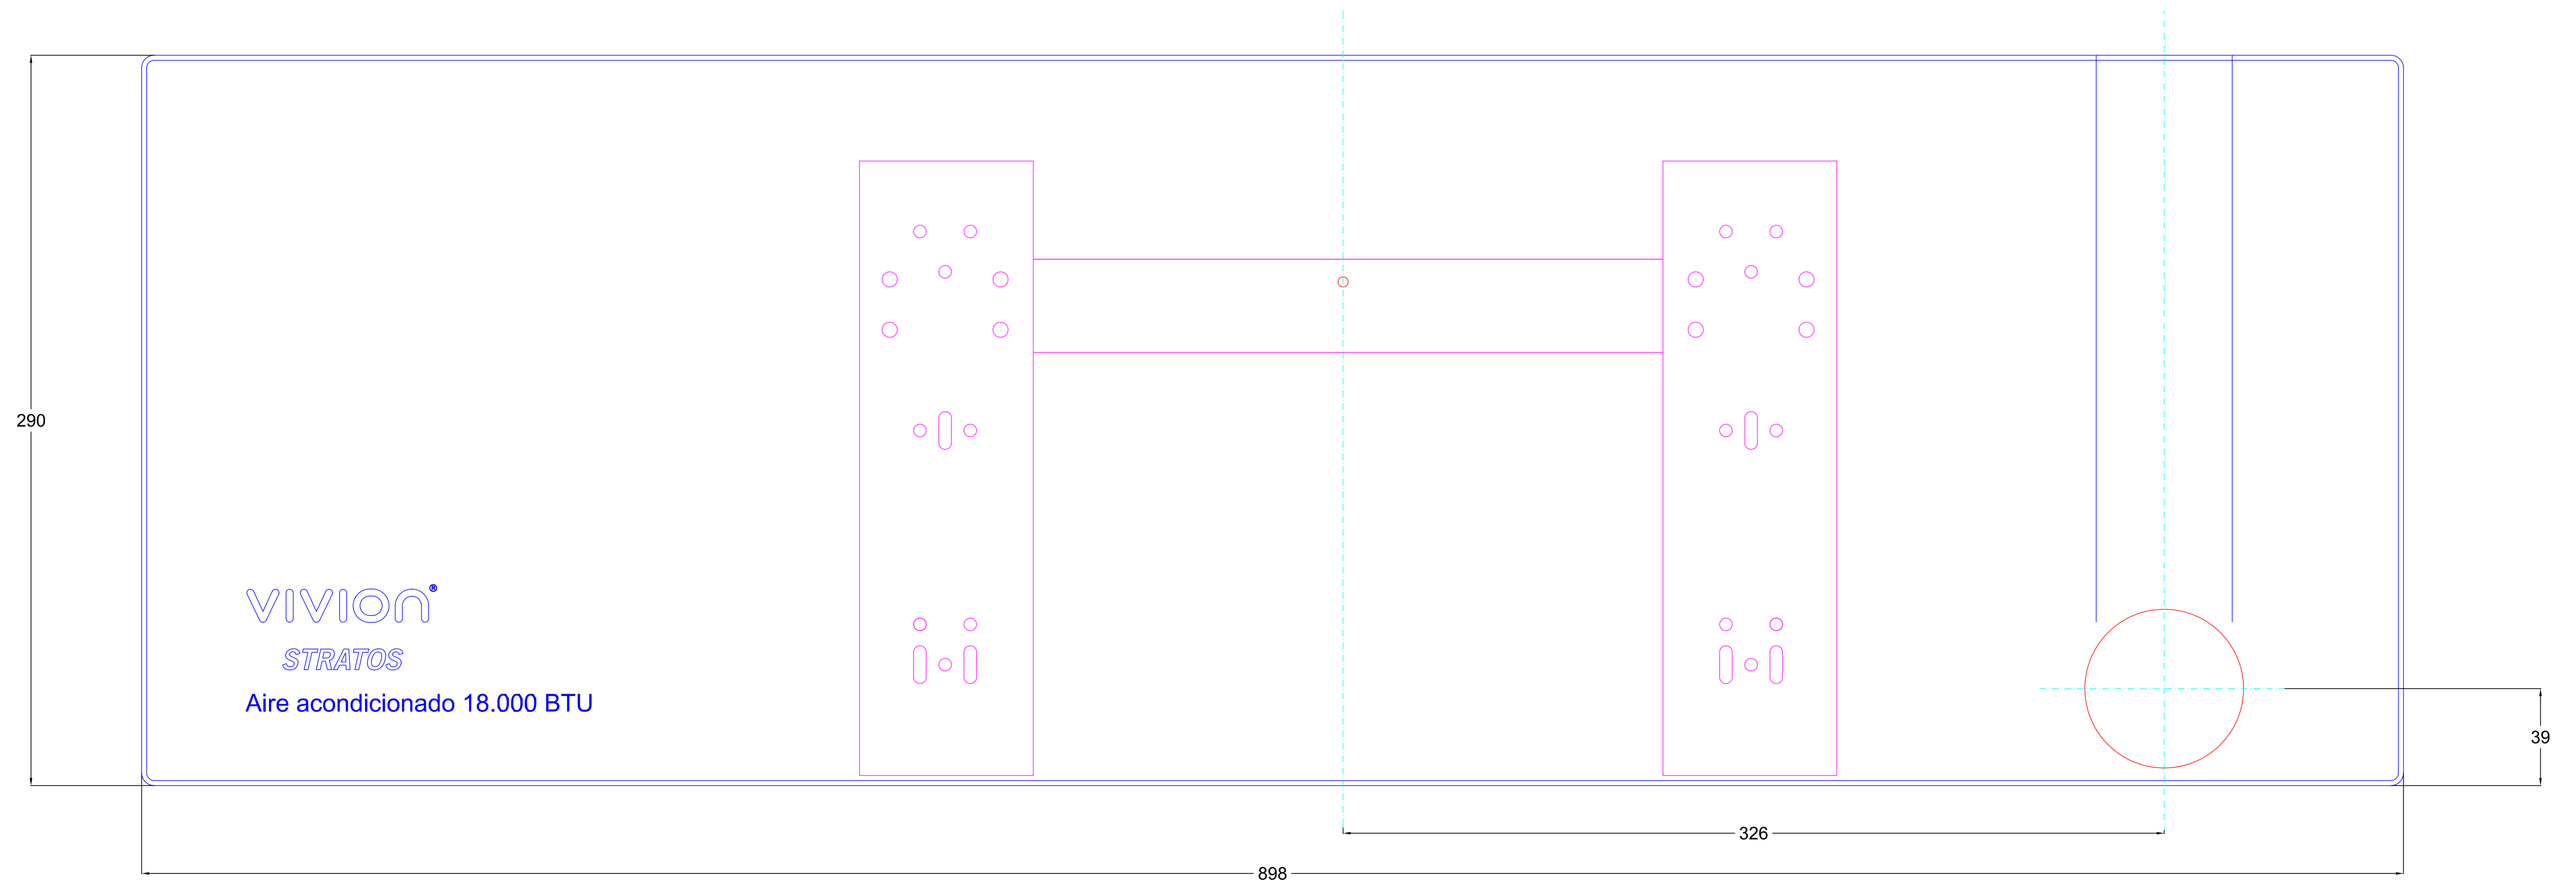 290
VIVION®
STRATOS
Aire acondicionado 18.000 BTU
39
326
898